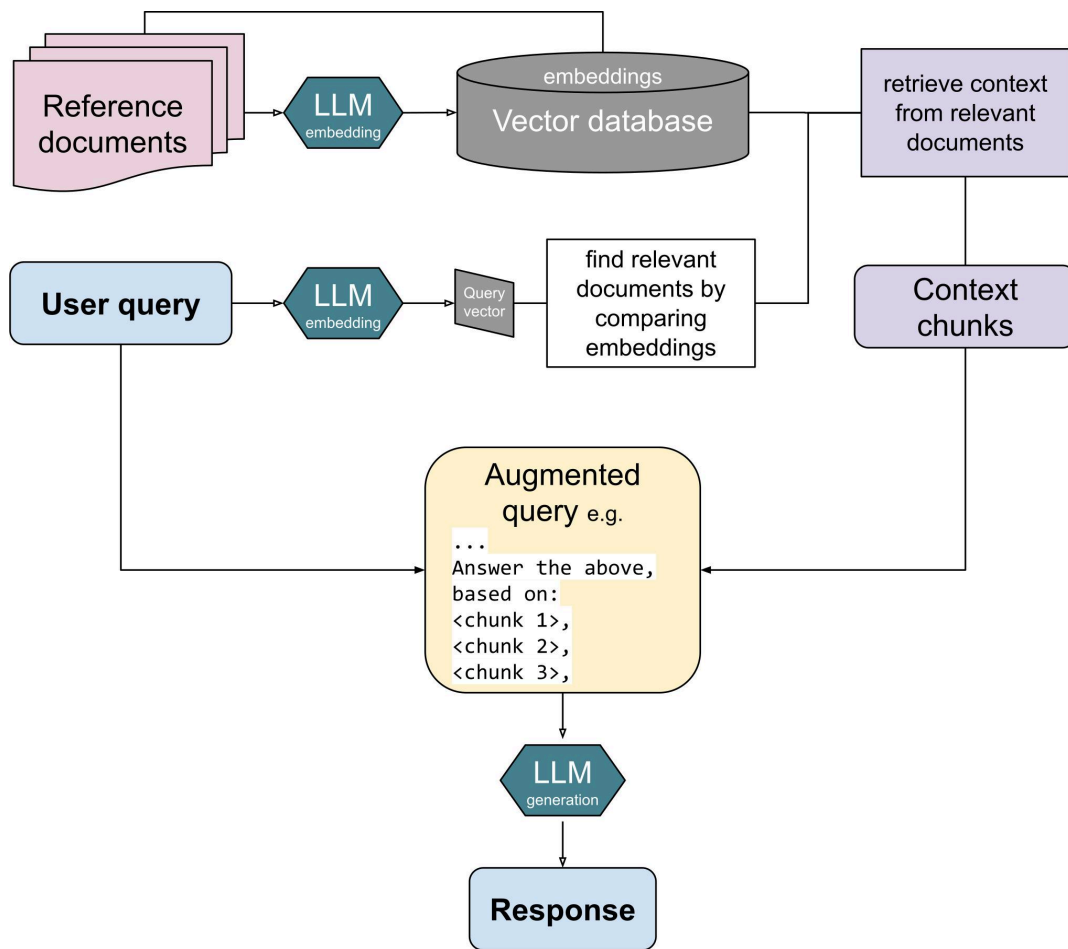 Reference
documents
LLM
embedding
embeddings
Vector database
retrieve context
from relevant
documents
User query
LLM
embedding
Query
vector
find relevant
documents by
comparing
embeddings
Context
chunks
Augmented
query e.g.
...
Answer the above,
based on:
<chunk 1>,
<chunk 2>,
<chunk 3>,
LLM
generation
Response